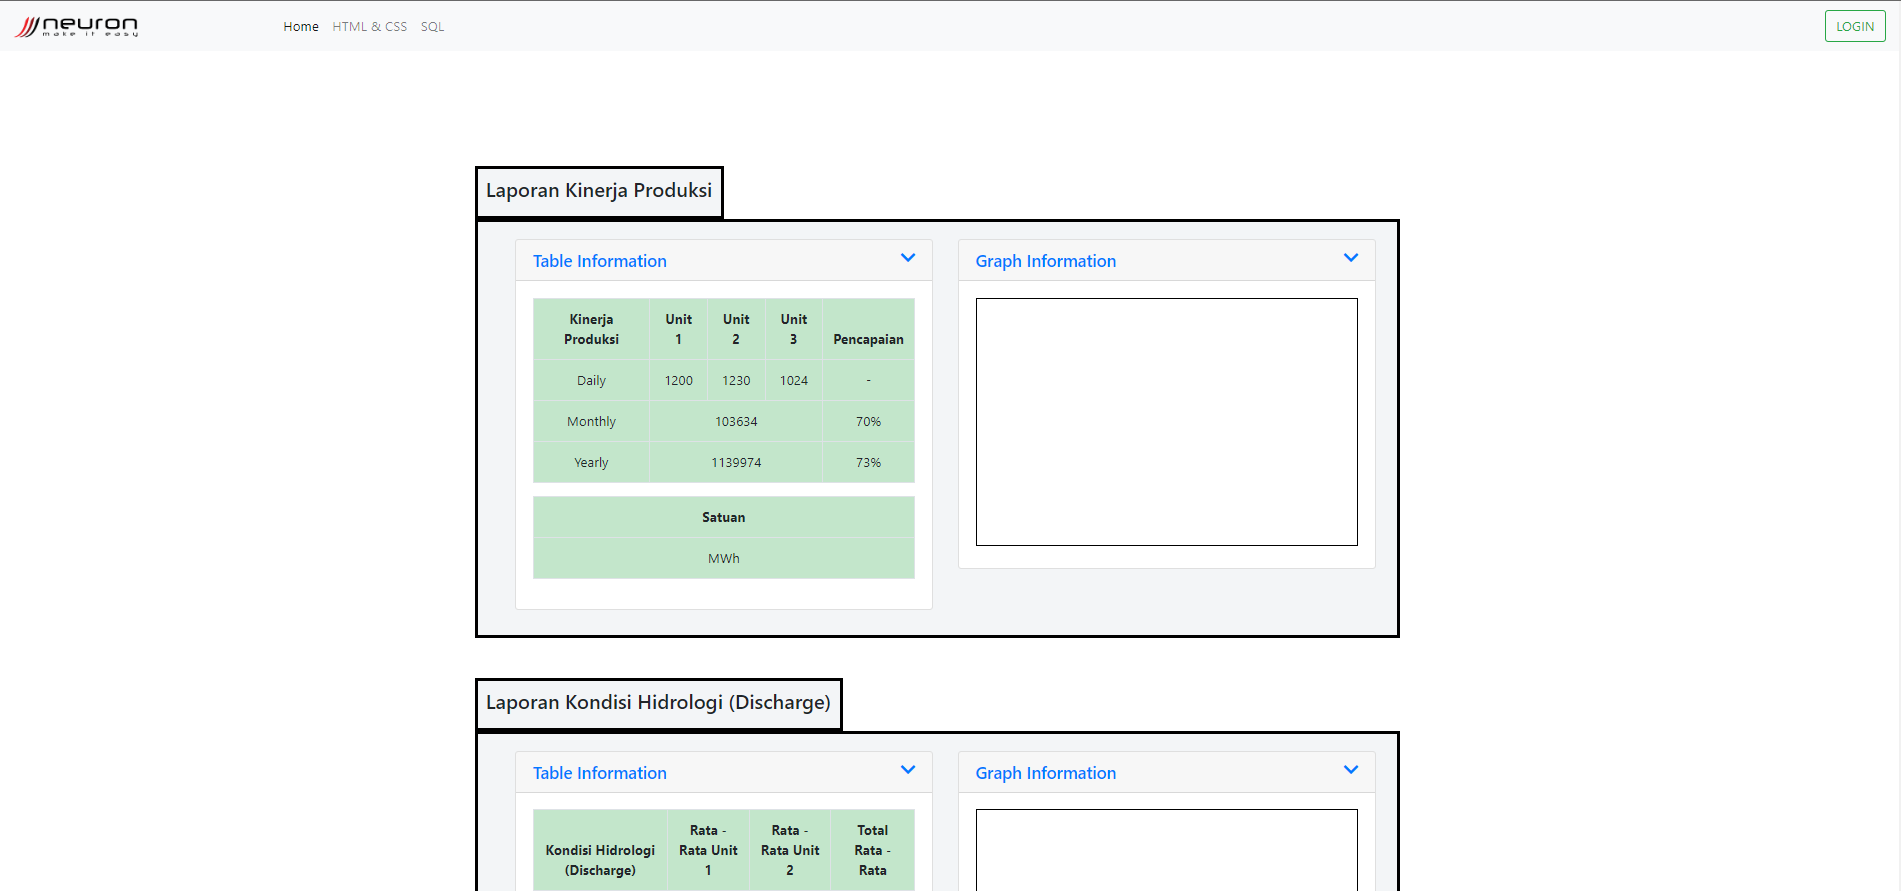 neuron
make it easy
Home HTML & CSS SQL
LOGIN
Laporan Kinerja Produksi
Table Information
Graph Information
Kinerja Produksi Unit 1 Unit 2 Unit 3 Pencapaian
Daily 1200 1230 1024 -
Monthly 103634 70%
Yearly 1139974 73%
Satuan
MWh
Laporan Kondisi Hidrologi (Discharge)
Table Information
Graph Information
Kondisi Hidrologi (Discharge) Rata - Rata Unit 1 Rata - Rata Unit 2 Total Rata - Rata